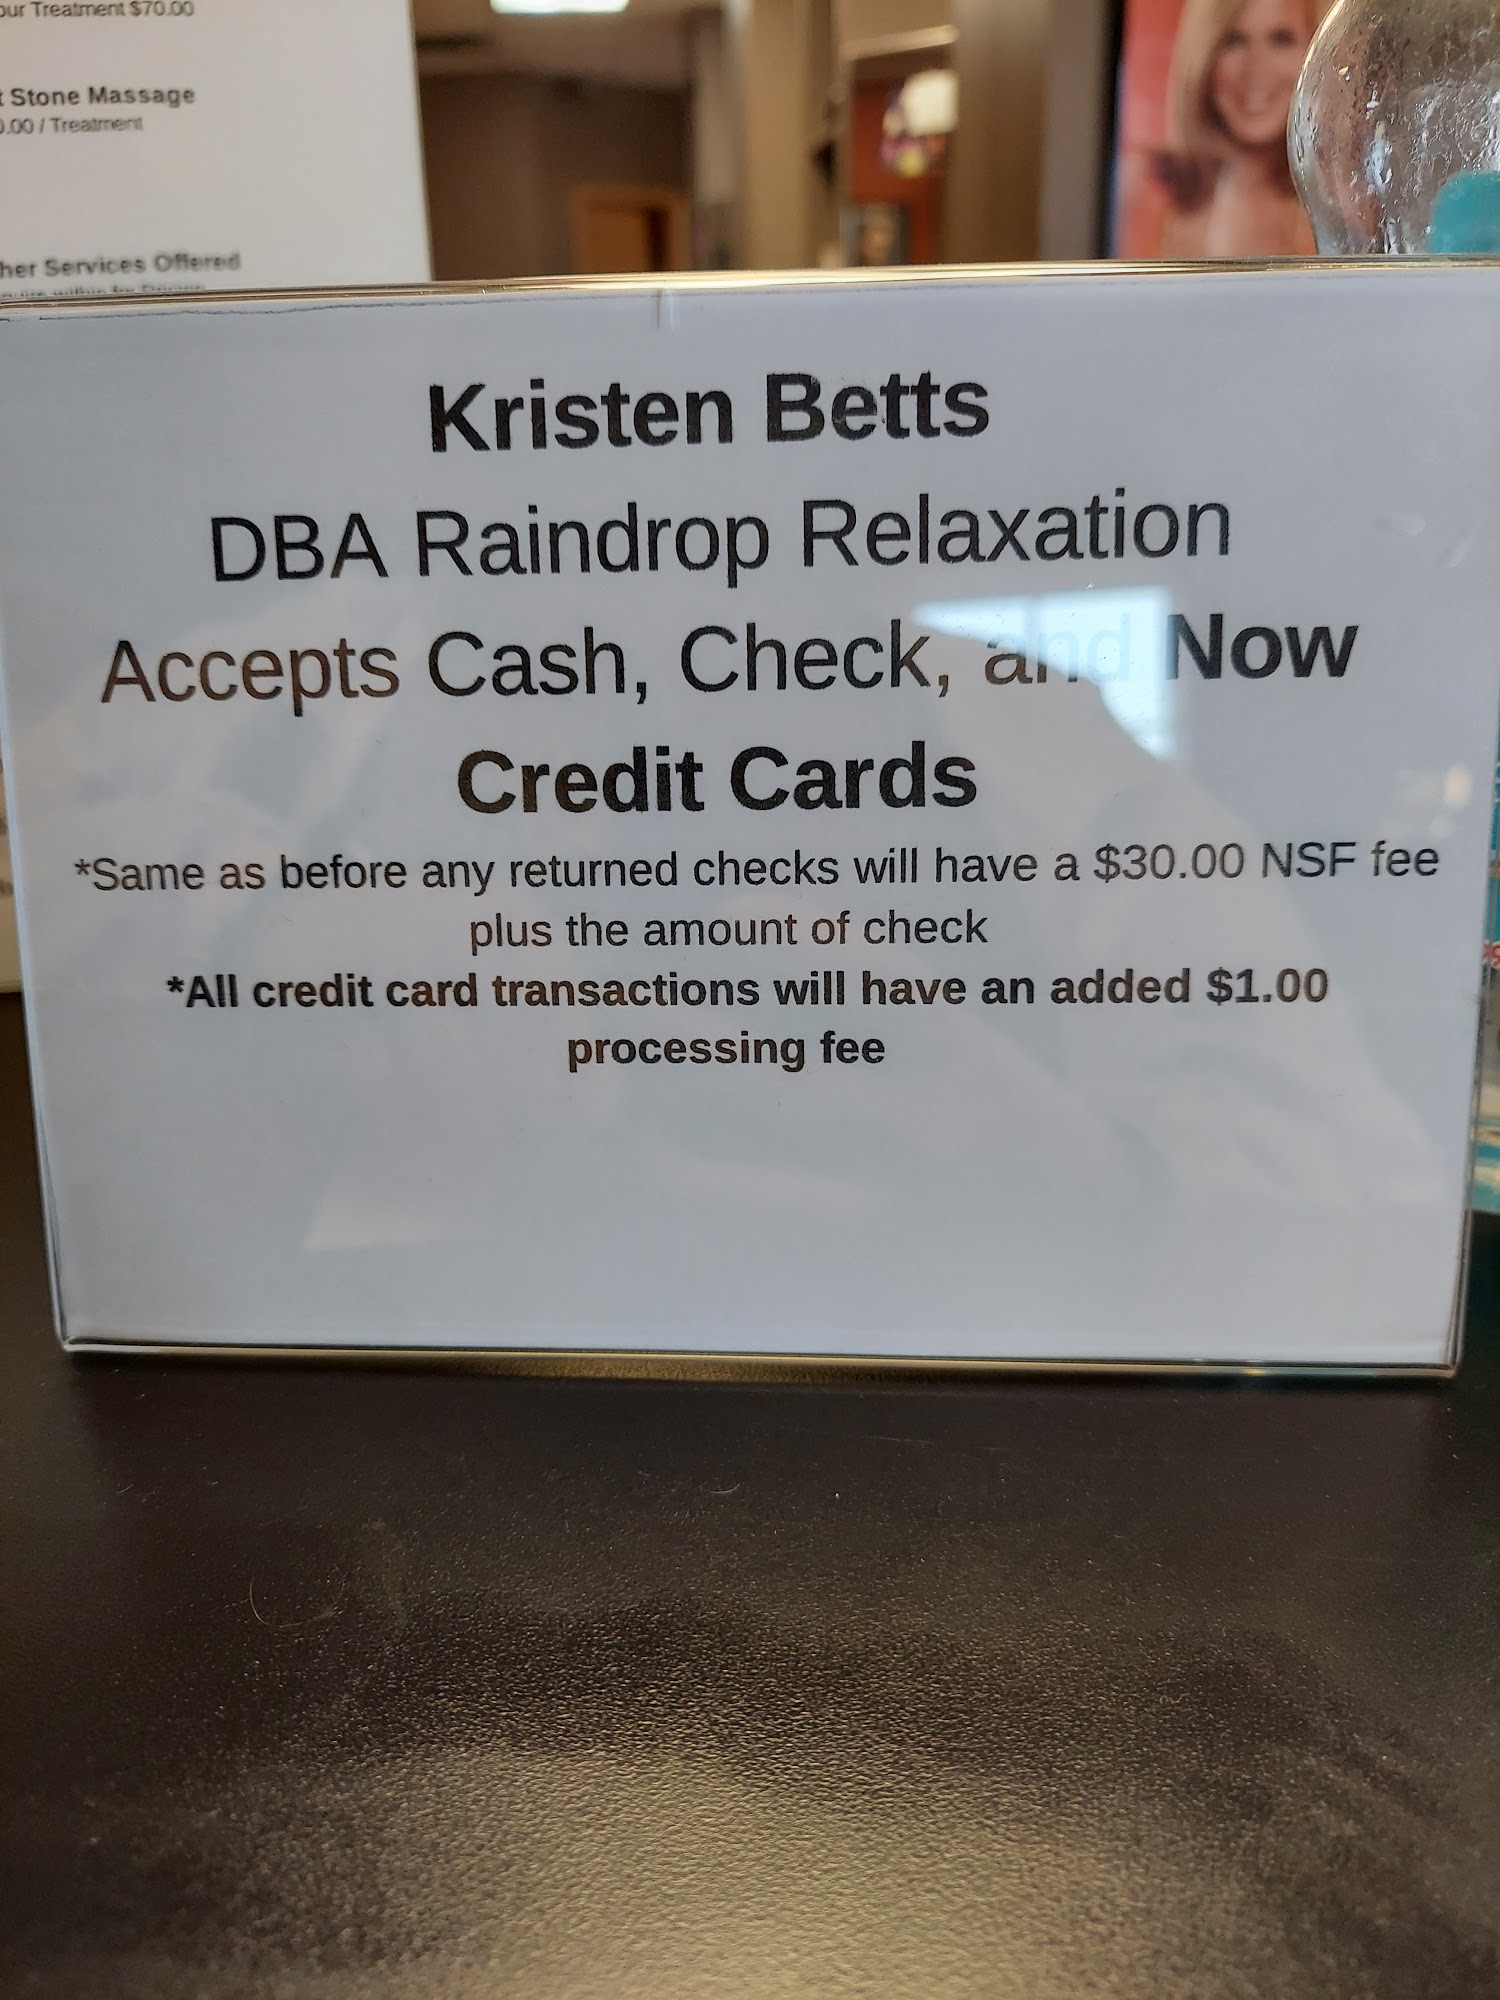 our Treatment $70.00
t Stone Massage
0.00 / Treatment
her Services Offered
Kristen Betts
DBA Raindrop Relaxation
Accepts Cash, Check, and Now
Credit Cards
*Same as before any returned checks will have a $30.00 NSF fee
plus the amount of check
*All credit card transactions will have an added $1.00
processing fee